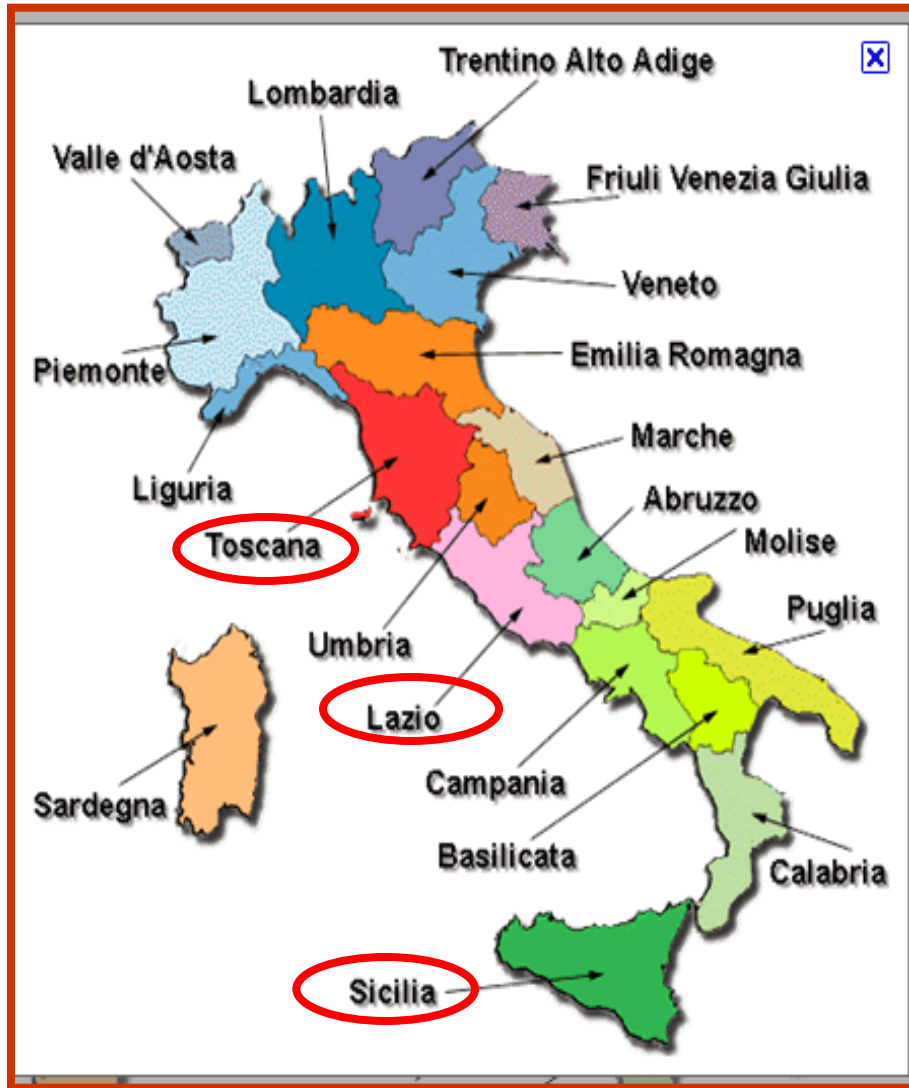 Trentino Alto Adige
Lombardia
Valle d'Aosta
Friuli Venezia Giulia
Veneto
Emilia Romagna
Piemonte
Marche
Liguria
Abruzzo
Toscana
Molise
Puglia
Umbria
Lazio
Campania
Sardegna
Basilicata
Calabria
Sicilia